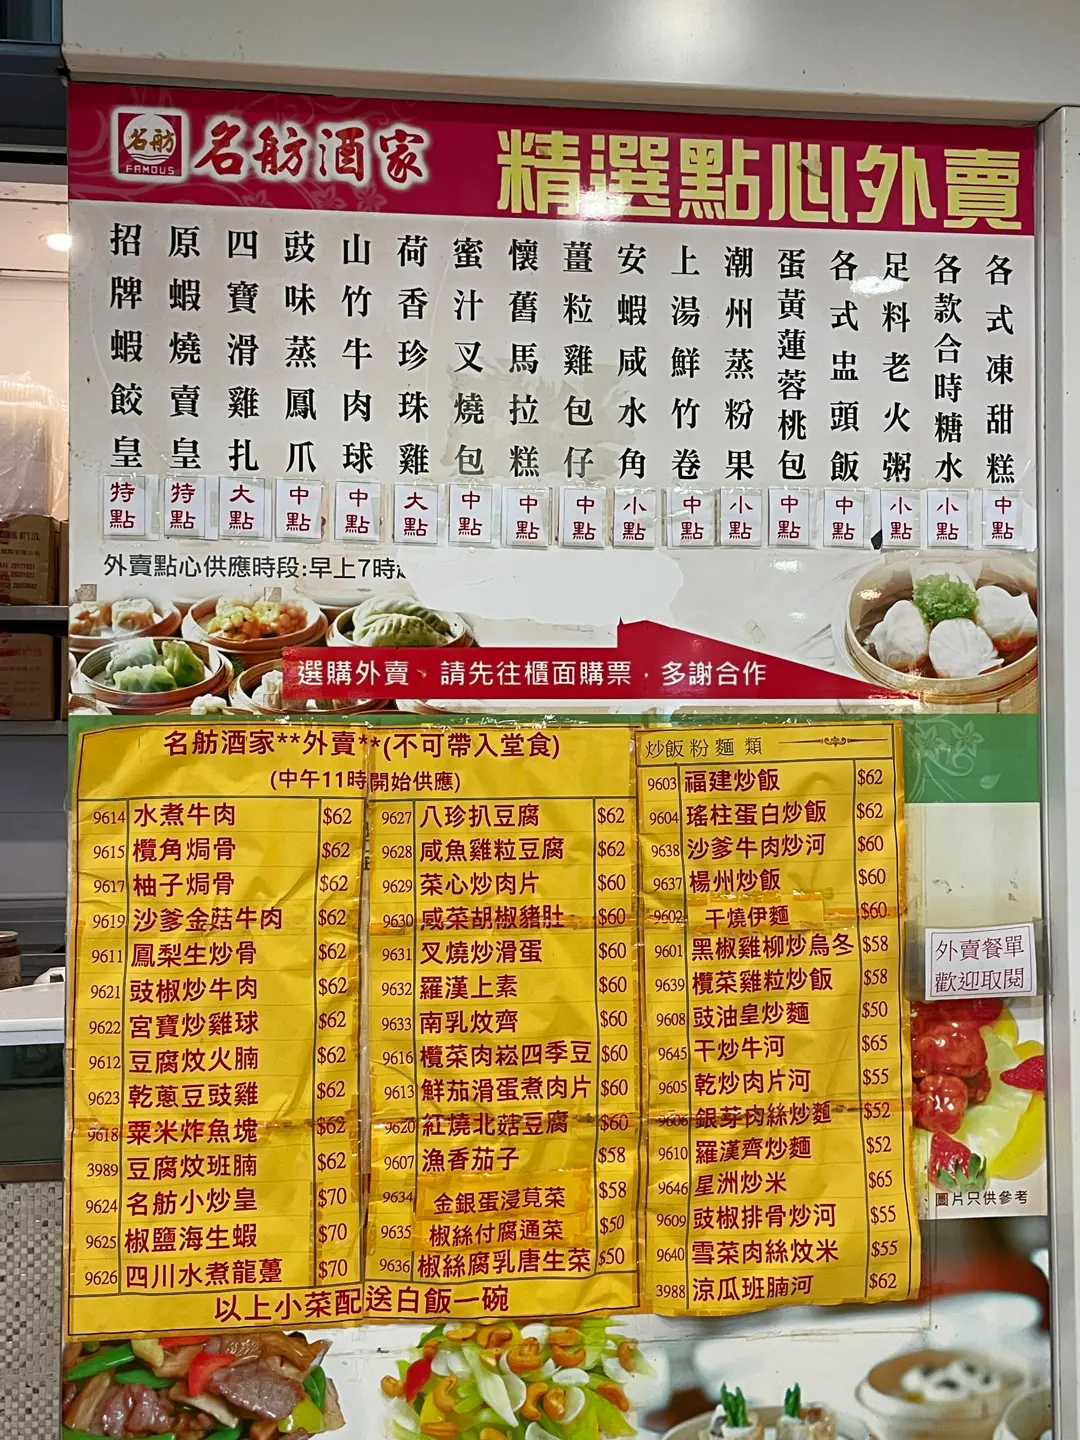 名舫
FAMOUS
名舫酒家
精選點心外賣
招牌蝦餃皇 特點
原蝦燒賣皇 特點
四寶滑雞扎 大點
豉味蒸鳳爪 中點
山竹牛肉球 中點
荷香珍珠雞 大點
蜜汁叉燒包 中點
懷舊馬拉糕 中點
薑粒雞包仔 中點
安蝦咸水角 小點
上湯鮮竹卷 中點
潮州蒸粉果 小點
蛋黃蓮蓉桃包 中點
各式盅頭飯 中點
足料老火粥 小點
各款合時糖水 小點
各式凍甜糕 中點
外賣點心供應時段:早上7時
選購外賣、請先往櫃面購票，多謝合作
名舫酒家**外賣**(不可帶入堂食)
(中午11時開始供應)
9614 水煮牛肉 $62
9615 欖角焗骨 $62
9617 柚子焗骨 $62
9619 沙爹金菇牛肉 $62
9611 鳳梨生炒骨 $62
9621 豉椒炒牛肉 $62
9622 宮寶炒雞球 $62
9612 豆腐炆火腩 $62
9623 乾蔥豆豉雞 $62
9618 粟米炸魚塊 $62
3989 豆腐炆班腩 $62
9624 名舫小炒皇 $70
9625 椒鹽海生蝦 $70
9626 四川水煮龍躉 $70
9627 八珍扒豆腐 $62
9628 咸魚雞粒豆腐 $62
9629 菜心炒肉片 $60
9630 咸菜胡椒豬肚 $60
9631 叉燒炒滑蛋 $60
9632 羅漢上素 $60
9633 南乳炆齋 $60
9616 欖菜肉崧四季豆 $60
9613 鮮茄滑蛋煮肉片 $60
9620 紅燒北菇豆腐 $60
9607 漁香茄子 $58
9634 金銀蛋浸莧菜 $58
9635 椒絲付腐通菜 $50
9636 椒絲腐乳唐生菜 $50
以上小菜配送白飯一碗
炒飯粉麵類
9603 福建炒飯 $62
9604 瑤柱蛋白炒飯 $62
9638 沙爹牛肉炒河 $60
9637 楊州炒飯 $60
9602 干燒伊麵 $60
9601 黑椒雞柳炒烏冬 $58
9639 欖菜雞粒炒飯 $58
9608 豉油皇炒麵 $50
9645 干炒牛河 $65
9605 乾炒肉片河 $55
9606 銀芽肉絲炒麵 $52
9610 羅漢齊炒麵 $52
9646 星洲炒米 $65
9609 豉椒排骨炒河 $55
9640 雪菜肉絲炆米 $55
3988 涼瓜班腩河 $62
外賣餐單
歡迎取閱
圖片只供參考